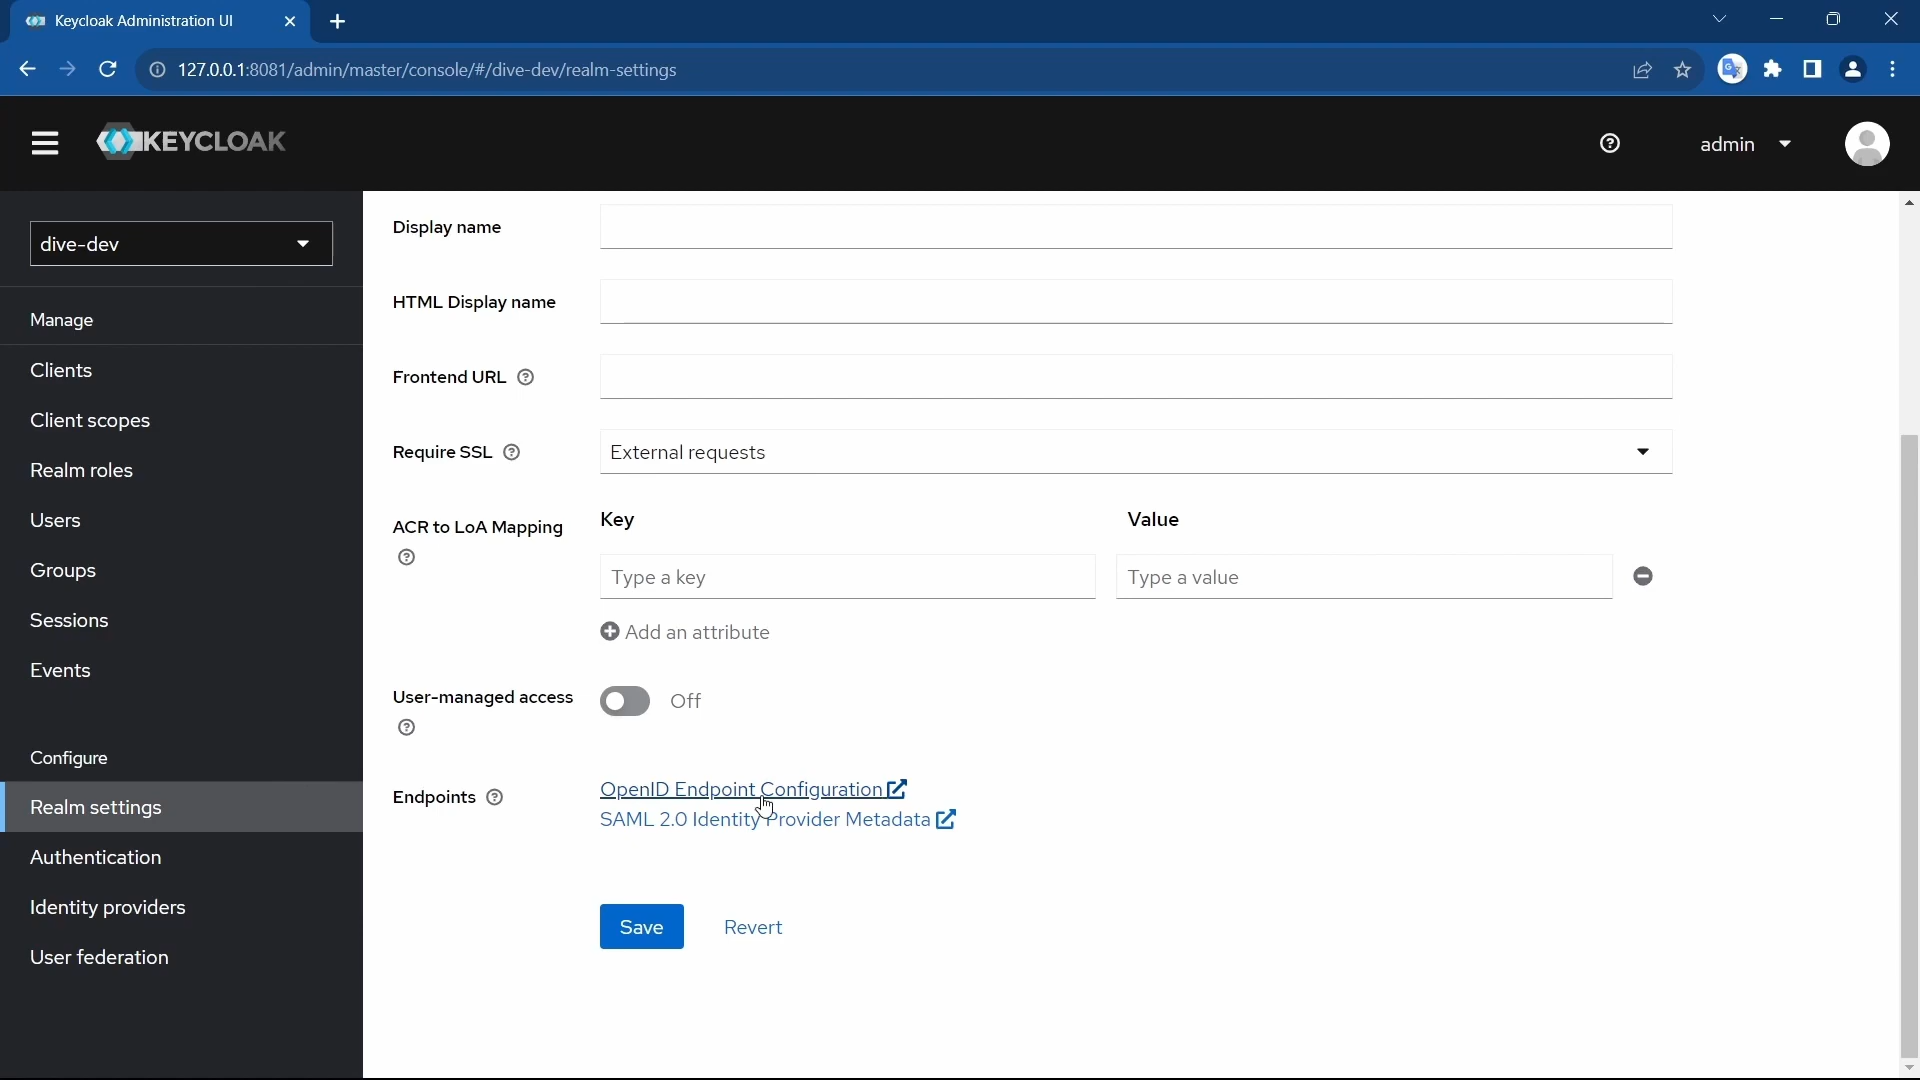 Keycloak Administration UI
127.0.0.1:8081/admin/master/console/#/dive-dev/realm-settings
KEYCLOAK
admin
dive-dev
Manage
Clients
Client scopes
Realm roles
Users
Groups
Sessions
Events
Configure
Realm settings
Authentication
Identity providers
User federation
Display name
HTML Display name
Frontend URL
Require SSL
External requests
ACR to LoA Mapping
Key
Value
Type a key
Type a value
Add an attribute
User-managed access
Off
Endpoints
OpenID Endpoint Configuration
SAML 2.0 Identity Provider Metadata
Save
Revert